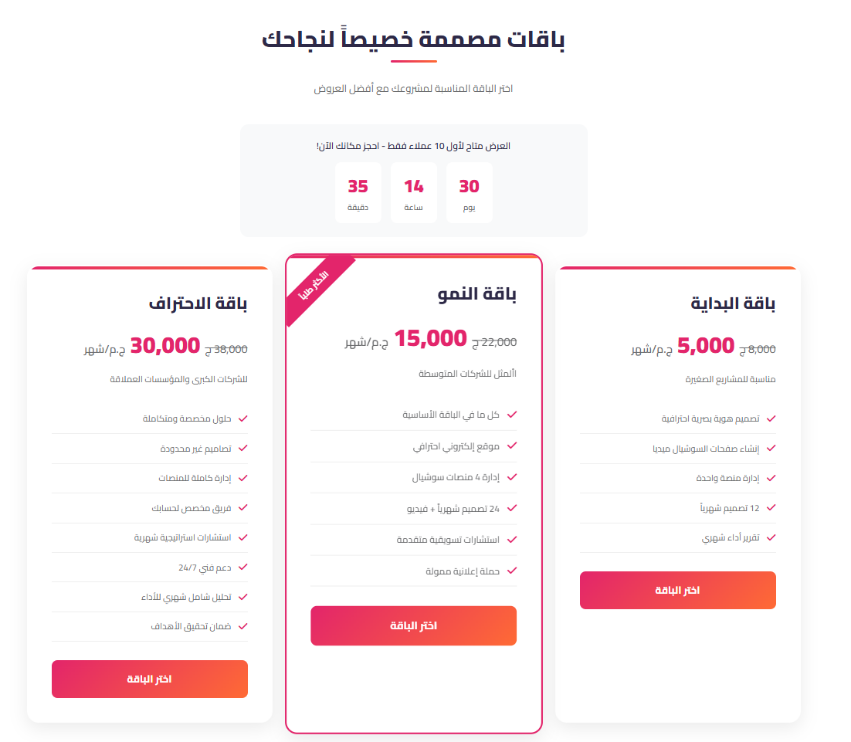 باقات مصممة خصيصاً لنجاحك
اختر الباقة المناسبة لمشروعك مع أفضل العروض
العرض متاح لأول 10 عملاء فقط - احجز مكانك الآن!
30
يوم
14
ساعة
35
دقيقة
باقة البداية
8,000 ج 5,000 ج.م/شهر
مناسبة للمشاريع الصغيرة
تصميم هوية بصرية احترافية
إنشاء صفحات السوشيال ميديا
إدارة منصة واحدة
12 تصميم شهرياً
تقرير أداء شهري
اختر الباقة
الأكثر طلباً
باقة النمو
22,000 ج 15,000 ج.م/شهر
األمثل للشركات المتوسطة
كل ما في الباقة الأساسية
موقع إلكتروني احترافي
إدارة 4 منصات سوشيال
24 تصميم شهرياً + فيديو
استشارات تسويقية متقدمة
حملة إعلانية ممولة
اختر الباقة
باقة الاحتراف
38,000 ج 30,000 ج.م/شهر
للشركات الكبرى والمؤسسات العملاقة
حلول مخصصة ومتكاملة
تصاميم غير محدودة
إدارة كاملة للمنصات
فريق مخصص لحسابك
استشارات استراتيجية شهرية
دعم فني 24/7
تحليل شامل شهري للأداء
ضمان تحقيق الأهداف
اختر الباقة